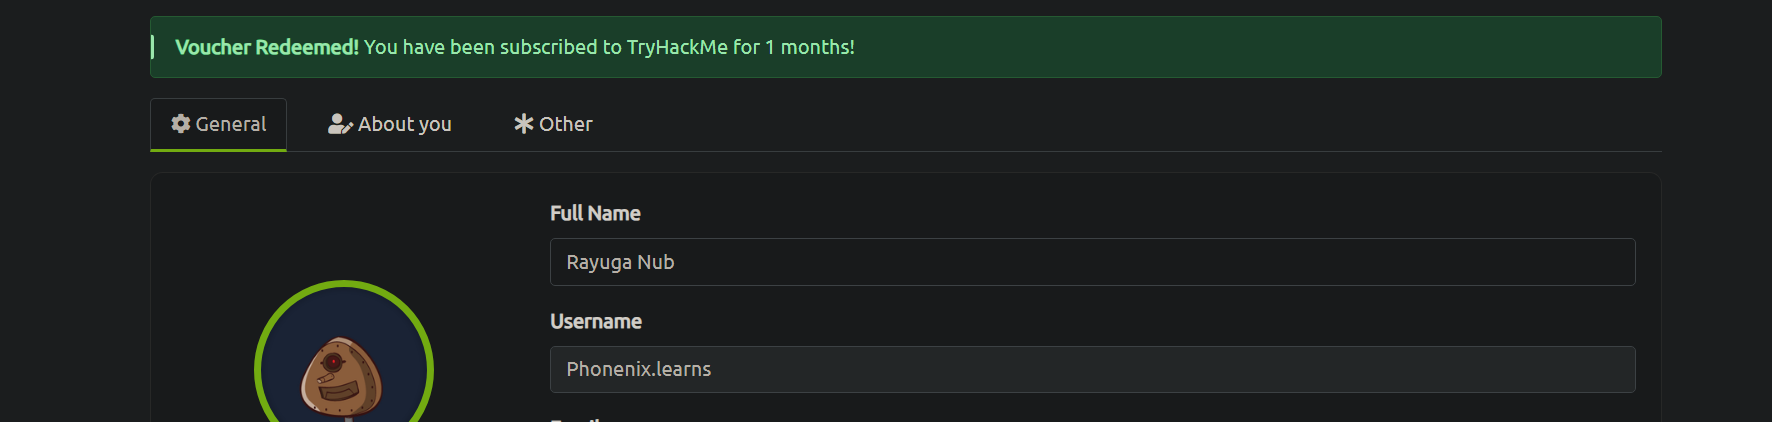 Voucher Redeemed! You have been subscribed to TryHackMe for 1 months!
General About you Other
Full Name
Rayuga Nub
Username
Phonenix.learns